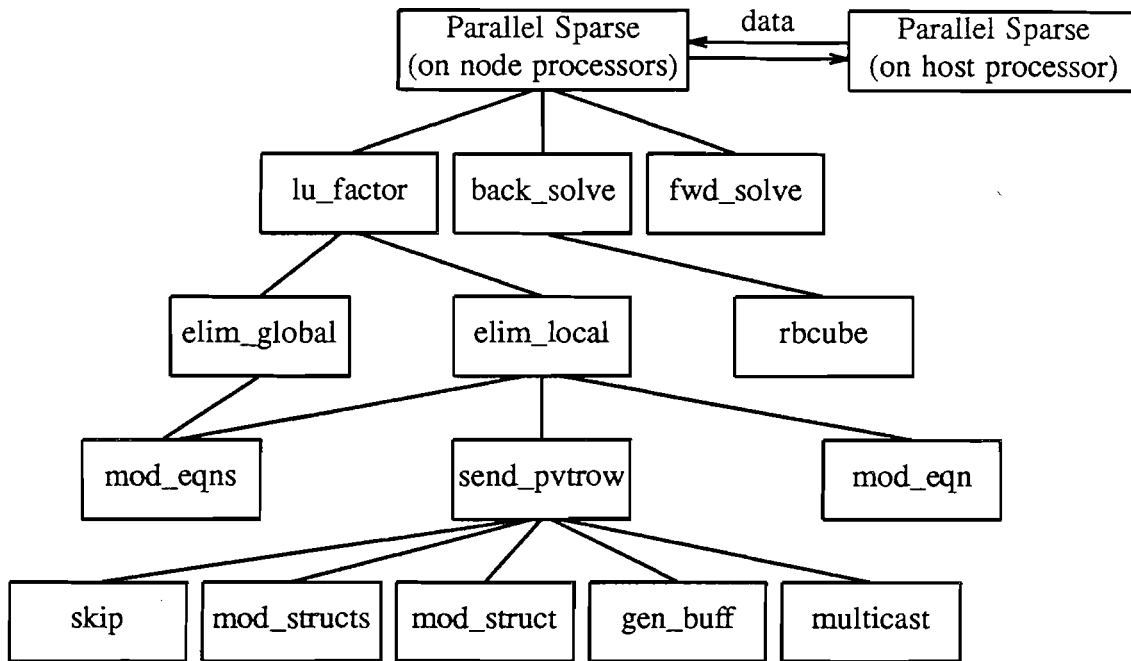 Parallel Sparse
(on node processors)
data
Parallel Sparse
(on host processor)
lu_factor
back_solve
fwd_solve
elim_global
elim_local
rbcube
mod_eqns
send_pvtrow
mod_eqn
skip
mod_structs
mod_struct
gen_buff
multicast